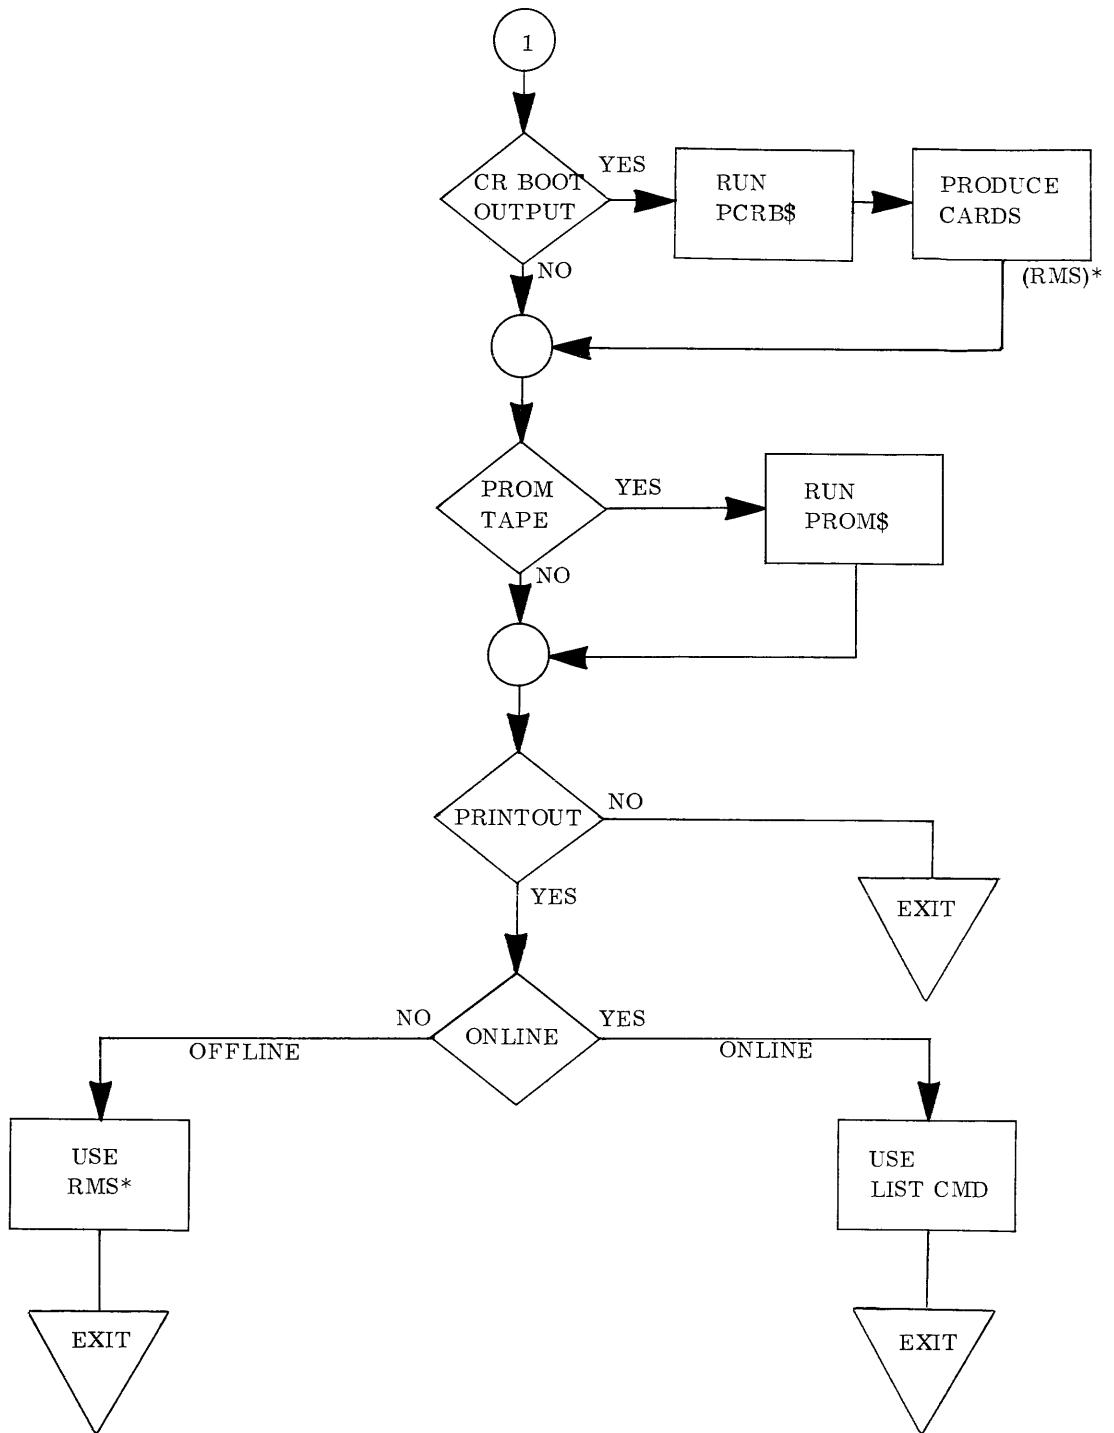 1
CR BOOT
OUTPUT
YES
RUN
PCRB$
PRODUCE
CARDS
(RMS)*
NO
PROM
TAPE
YES
RUN
PROM$
NO
PRINTOUT
NO
EXIT
YES
ONLINE
NO
OFFLINE
YES
ONLINE
USE
RMS*
USE
LIST CMD
EXIT
EXIT